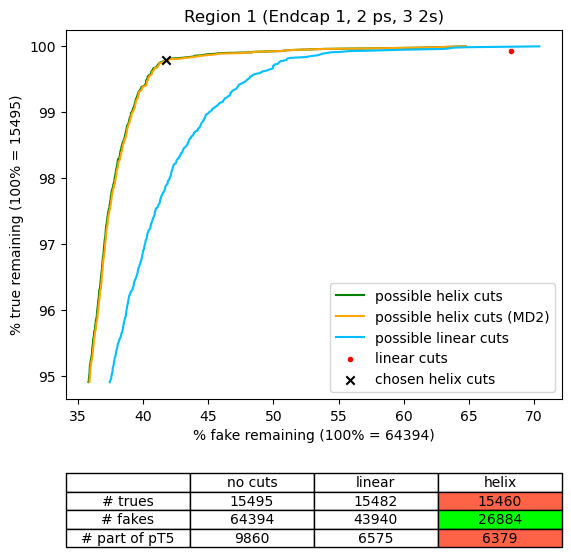 Region 1 (Endcap 1, 2 ps, 3 2s)
100
99
98
97
96
95
% true remaining (100% = 15495)
35 40 45 50 55 60 65 70
% fake remaining (100% = 64394)
possible helix cuts
possible helix cuts (MD2)
possible linear cuts
linear cuts
chosen helix cuts
no cuts linear helix
# trues 15495 15482 15460
# fakes 64394 43940 26884
# part of pT5 9860 6575 6379